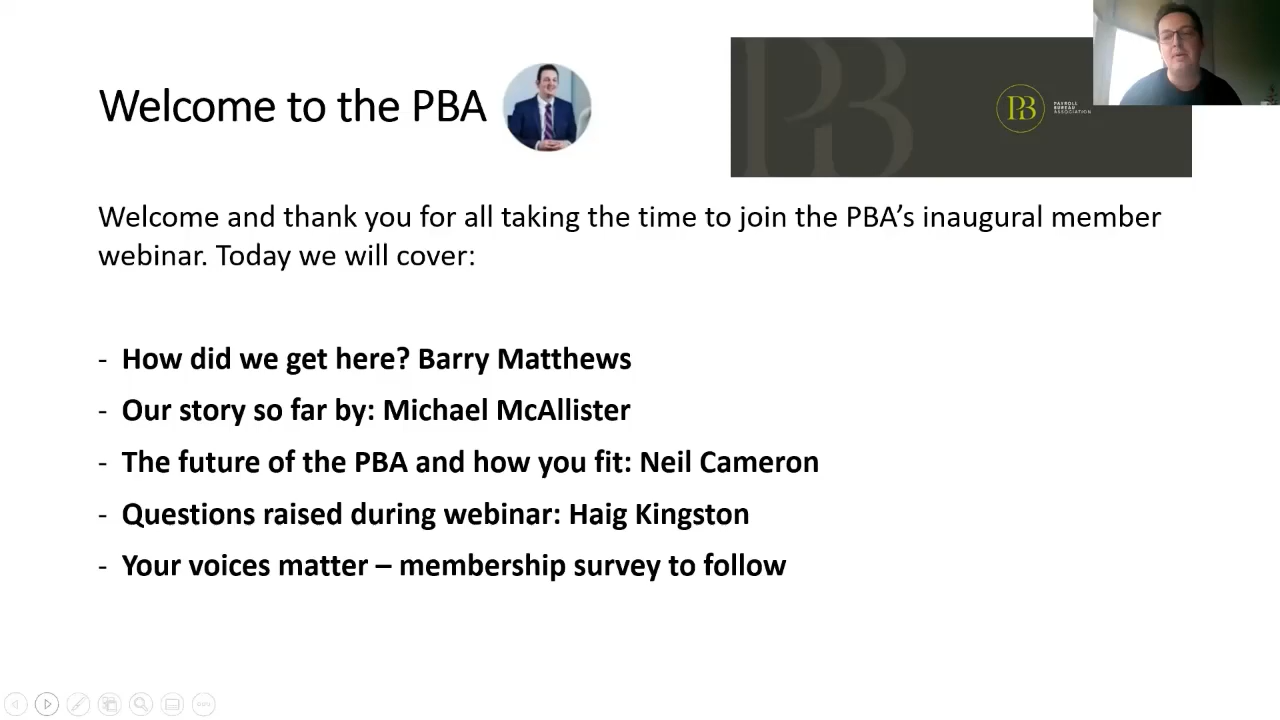 Welcome to the PBA
PB
PB
PAYROLL
BUREAU
ASSOCIATION
Welcome and thank you for all taking the time to join the PBA’s inaugural member
webinar. Today we will cover:
- How did we get here? Barry Matthews
- Our story so far by: Michael McAllister
- The future of the PBA and how you fit: Neil Cameron
- Questions raised during webinar: Haig Kingston
- Your voices matter – membership survey to follow